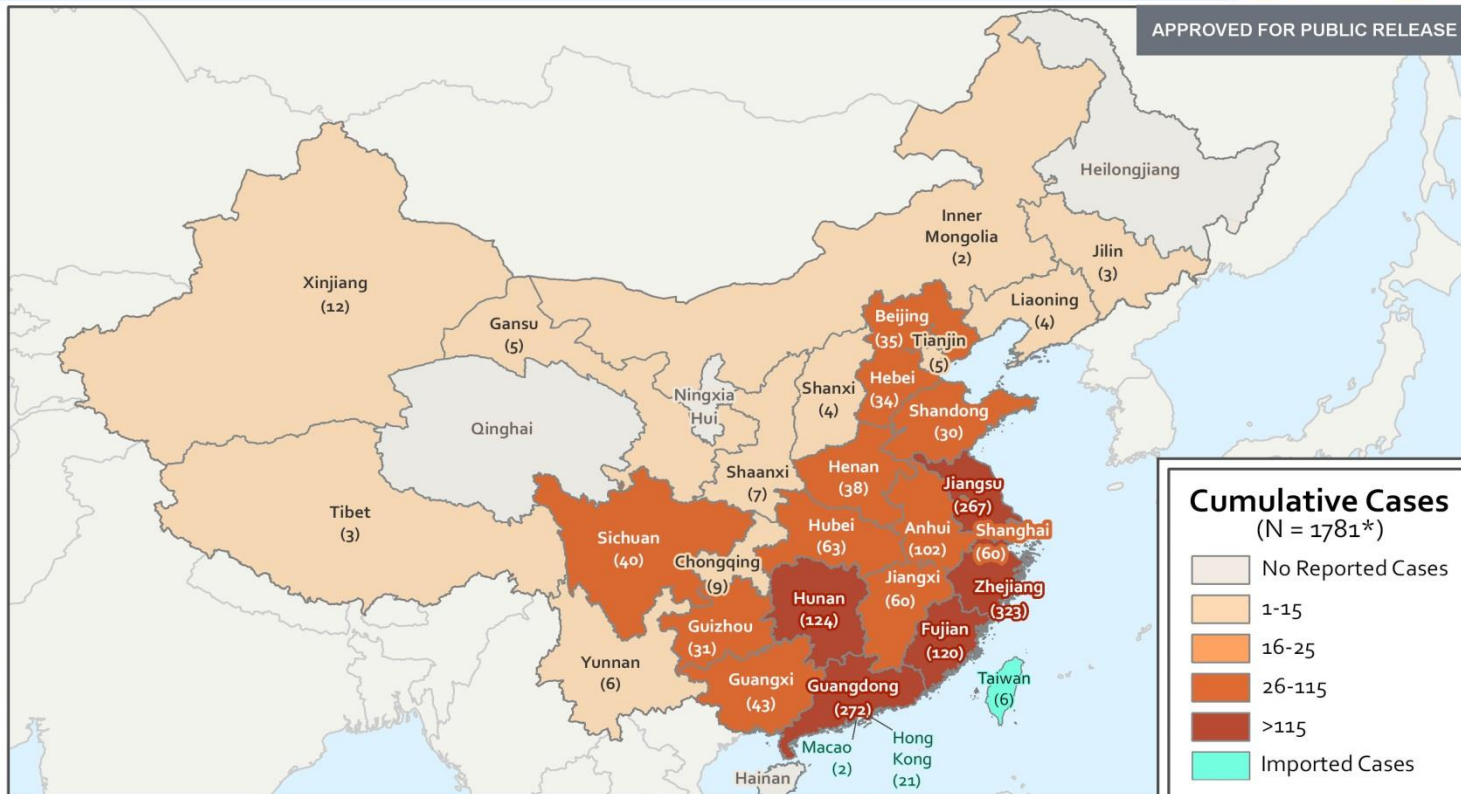 APPROVED FOR PUBLIC RELEASE
Heilongjiang
Inner
Mongolia
(2)
Jilin
(3)
Xinjiang
(12)
Liaoning
(4)
Gansu
(5)
Beijing
(35)
Tianjin
(5)
Shanxi
(4)
Hebei
(34)
Ningxia
Hui
Shandong
(30)
Qinghai
Henan
(38)
Shaanxi
(7)
Jiangsu
(267)
Tibet
(3)
Sichuan
(40)
Hubei
(63)
Anhui
(102)
Shanghai
(60)
Chongqing
(9)
Jiangxi
(60)
Zhejiang
(323)
Hunan
(124)
Guizhou
(31)
Fujian
(120)
Yunnan
(6)
Guangxi
(43)
Guangdong
(272)
Taiwan
(6)
Macao
(2)
Hong
Kong
(21)
Hainan
Cumulative Cases
(N = 1781*)
No Reported Cases
1-15
16-25
26-115
>115
Imported Cases